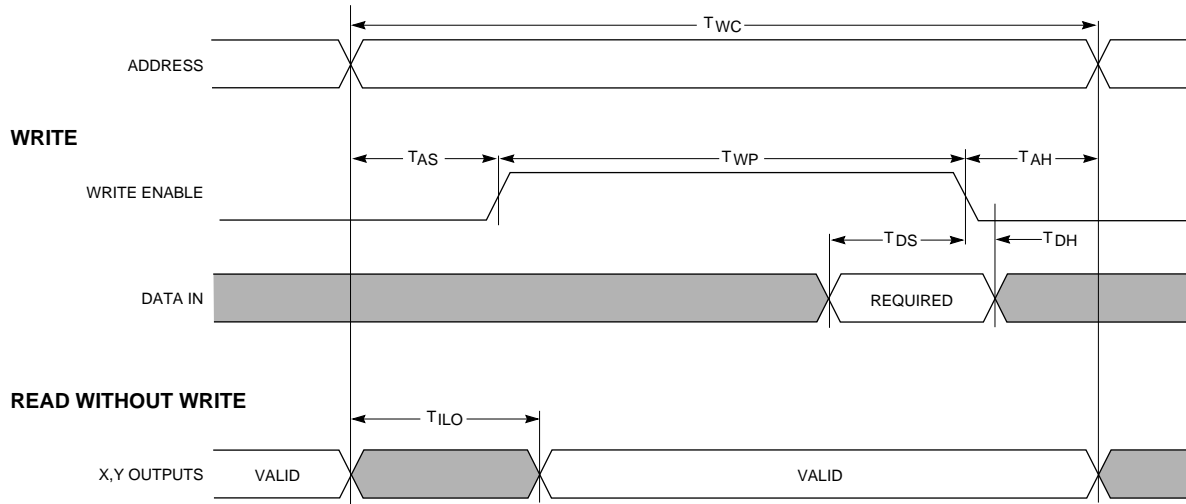 TWC
ADDRESS
WRITE
TAS TWP TAH
WRITE ENABLE
TDS TDH
DATA IN REQUIRED
READ WITHOUT WRITE
TILO
X,Y OUTPUTS VALID VALID